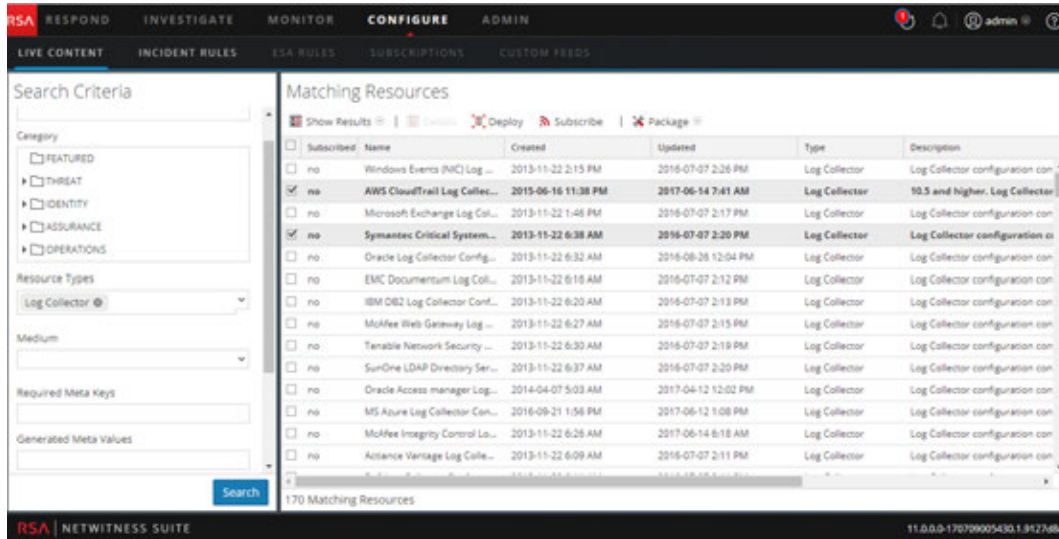 RSA RESPOND INVESTIGATE MONITOR CONFIGURE ADMIN 1 admin
LIVE CONTENT INCIDENT RULES ESA RULES SUBSCRIPTIONS CUSTOM FEEDS
Search Criteria
Category
FEATURED
THREAT
IDENTITY
ASSURANCE
OPERATIONS
Resource Types
Log Collector
Medium
Required Meta Keys
Generated Meta Values
Search
Matching Resources
Show Results Details Deploy Subscribe Package
Subscribed Name Created Updated Type Description
no Windows Events (NIC) Log ... 2013-11-22 2:15 PM 2016-07-07 2:26 PM Log Collector Log Collector configuration con
no AWS CloudTrail Log Collec... 2015-06-16 11:38 PM 2017-06-14 7:41 AM Log Collector 10.5 and higher. Log Collector
no Microsoft Exchange Log Col... 2013-11-22 1:46 PM 2016-07-07 2:17 PM Log Collector Log Collector configuration con
no Symantec Critical System... 2013-11-22 6:38 AM 2016-07-07 2:20 PM Log Collector Log Collector configuration co
no Oracle Log Collector Config... 2013-11-22 6:32 AM 2016-08-26 12:04 PM Log Collector Log Collector configuration con
no EMC Documentum Log Coll... 2013-11-22 6:16 AM 2016-07-07 2:12 PM Log Collector Log Collector configuration con
no IBM DB2 Log Collector Conf... 2013-11-22 6:20 AM 2016-07-07 2:13 PM Log Collector Log Collector configuration con
no McAfee Web Gateway Log ... 2013-11-22 6:27 AM 2016-07-07 2:15 PM Log Collector Log Collector configuration con
no Tenable Network Security ... 2013-11-22 6:30 AM 2016-07-07 2:19 PM Log Collector Log Collector configuration con
no SunOne LDAP Directory Ser... 2013-11-22 6:37 AM 2016-07-07 2:20 PM Log Collector Log Collector configuration con
no Oracle Access manager Log... 2014-04-07 5:03 AM 2017-04-12 12:02 PM Log Collector Log Collector configuration con
no MS Azure Log Collector Con... 2016-09-21 1:56 PM 2017-06-12 1:08 PM Log Collector Log Collector configuration con
no McAfee Integrity Control Lo... 2013-11-22 6:26 AM 2017-06-14 6:18 AM Log Collector Log Collector configuration con
no Actiance Vantage Log Colle... 2013-11-22 6:09 AM 2016-07-07 2:11 PM Log Collector Log Collector configuration con
170 Matching Resources
RSA NETWITNESS SUITE
11.0.0.0-170709005430.1.9127d8